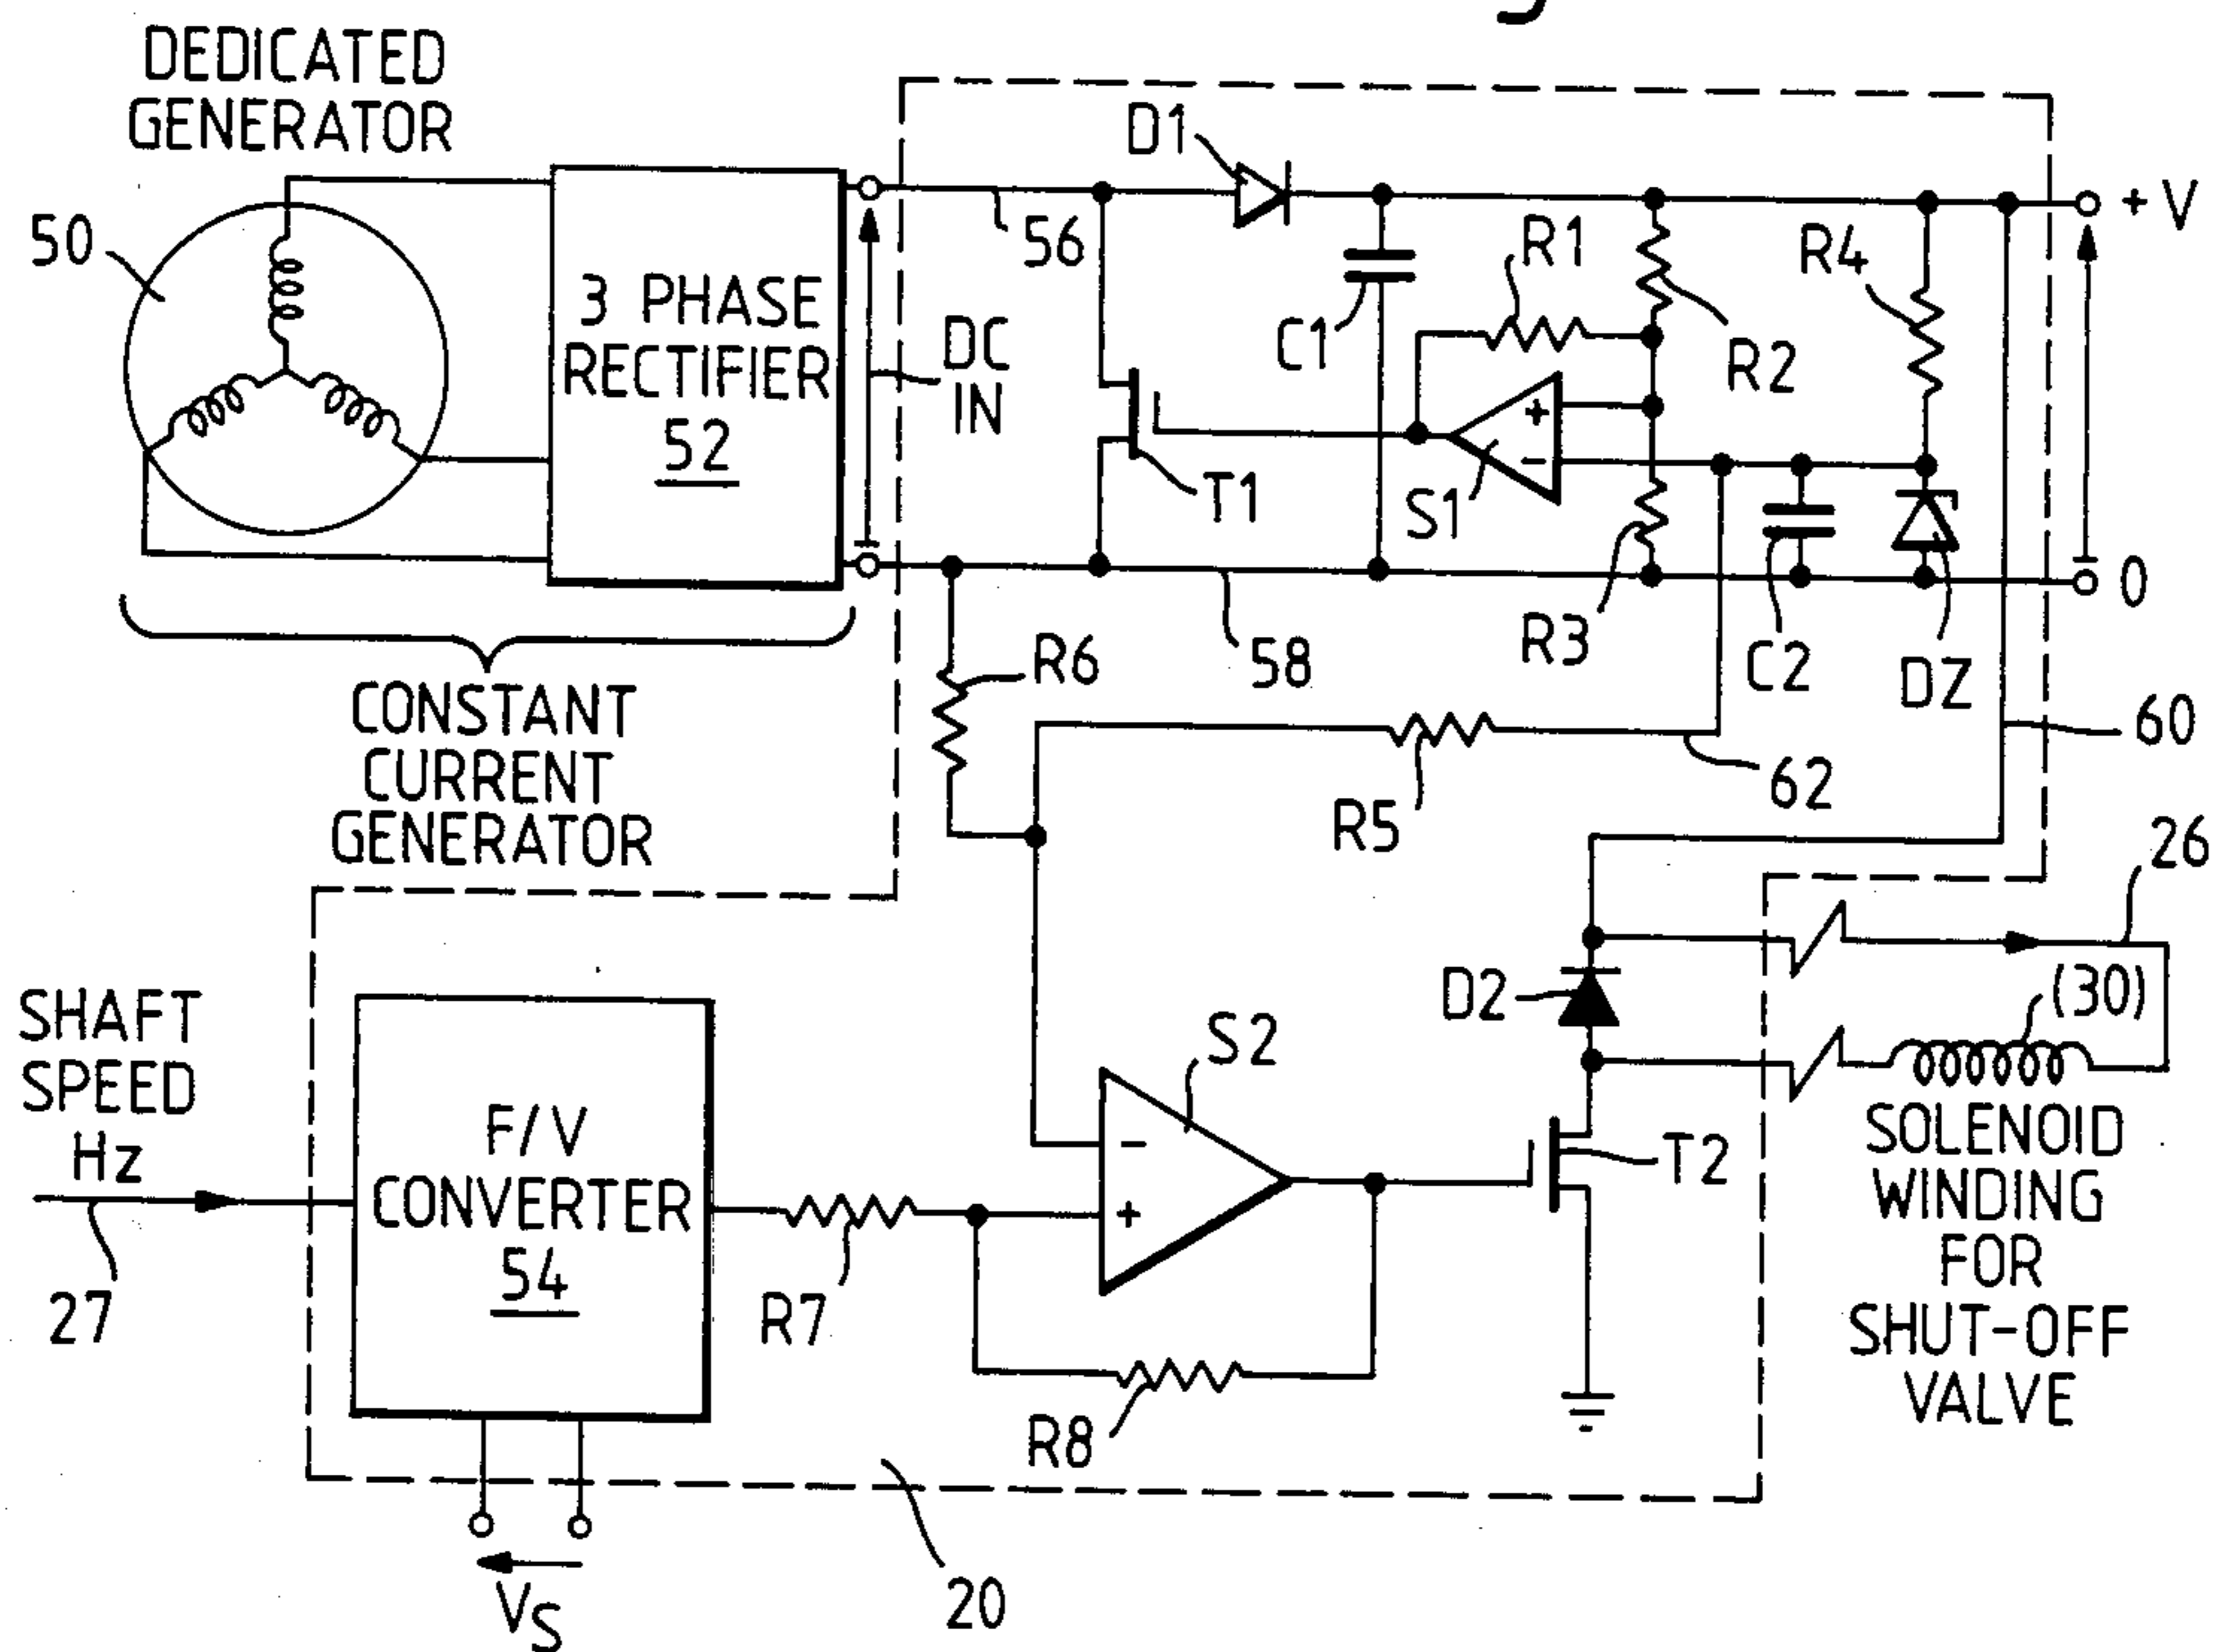 DEDICATED
GENERATOR
50
3 PHASE
RECTIFIER
52
DC
IN
56
D1
C1
R1
R2
R4
+V
+
-
S1
T1
R3
C2
DZ
0
58
60
62
R6
R5
CONSTANT
CURRENT
GENERATOR
26
(30)
D2
SHAFT
SPEED
Hz
27
F/V
CONVERTER
54
R7
S2
-
+
R8
T2
SOLENOID
WINDING
FOR
SHUT-OFF
VALVE
VS
20